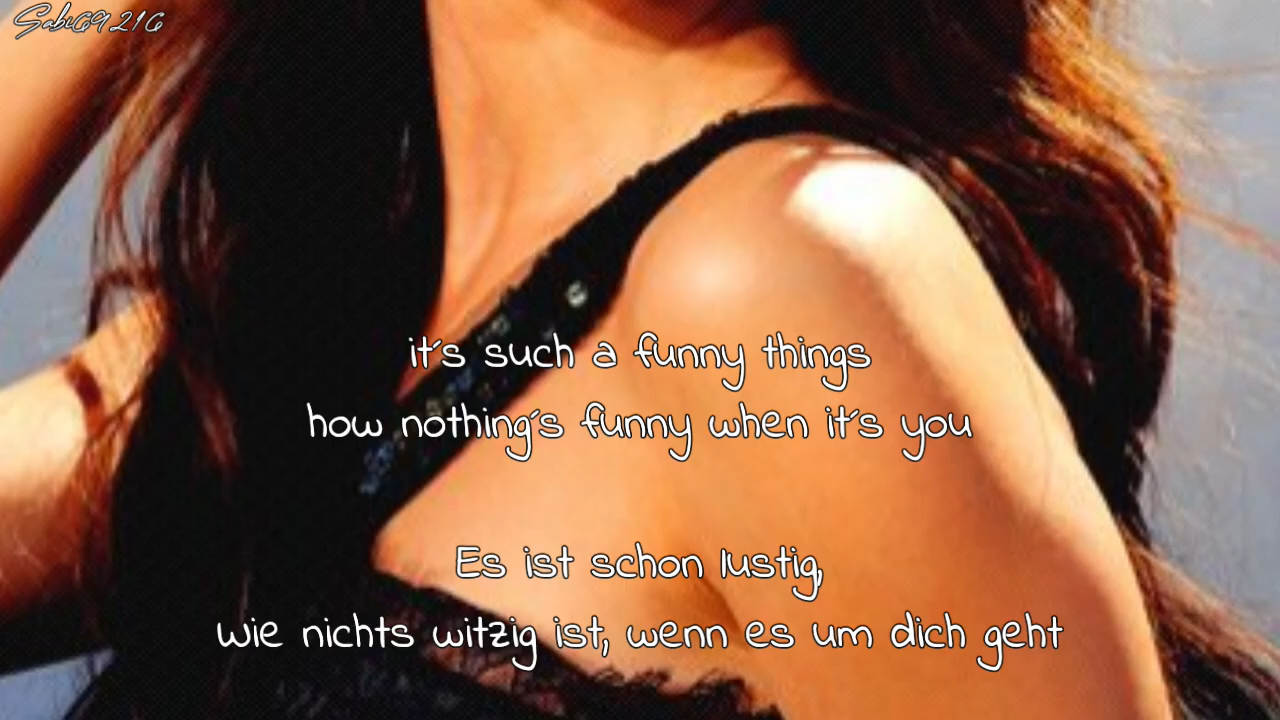 Sabi69216
it's such a funny things
how nothing's funny when it's you
Es ist schon lustig,
wie nichts witzig ist, wenn es um dich geht